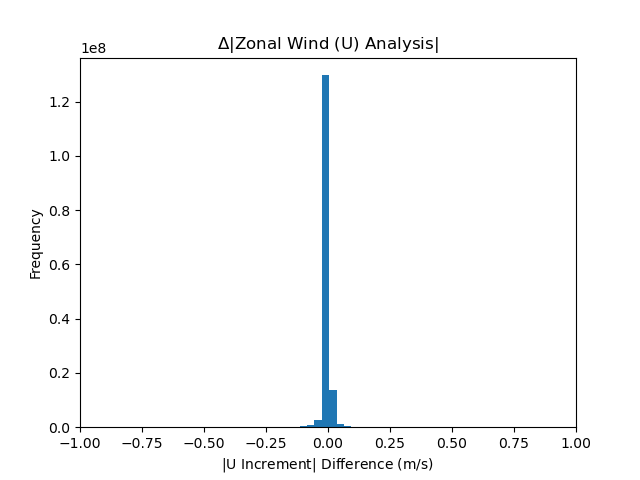 Δ|Zonal Wind (U) Analysis|
1e8
1.2
1.0
0.8
0.6
0.4
0.2
0.0
Frequency
−1.00 −0.75 −0.50 −0.25 0.00 0.25 0.50 0.75 1.00
|U Increment| Difference (m/s)